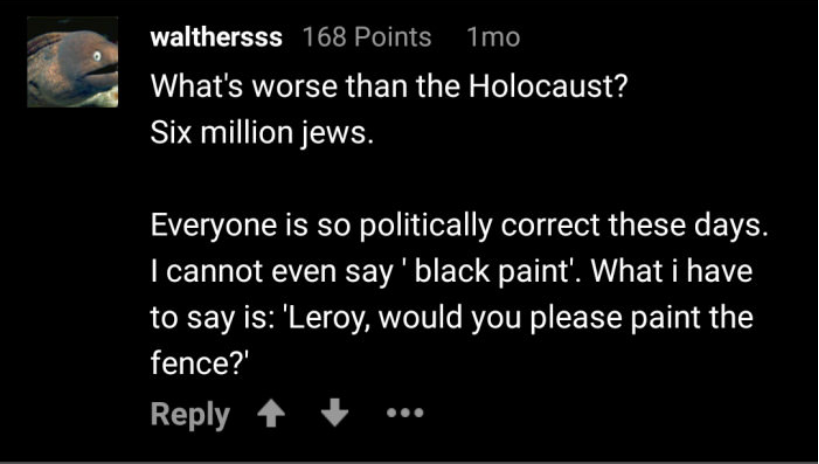 walthersss 168 Points 1mo
What's worse than the Holocaust?
Six million jews.
Everyone is so politically correct these days.
I cannot even say ' black paint'. What i have
to say is: 'Leroy, would you please paint the
fence?'
Reply